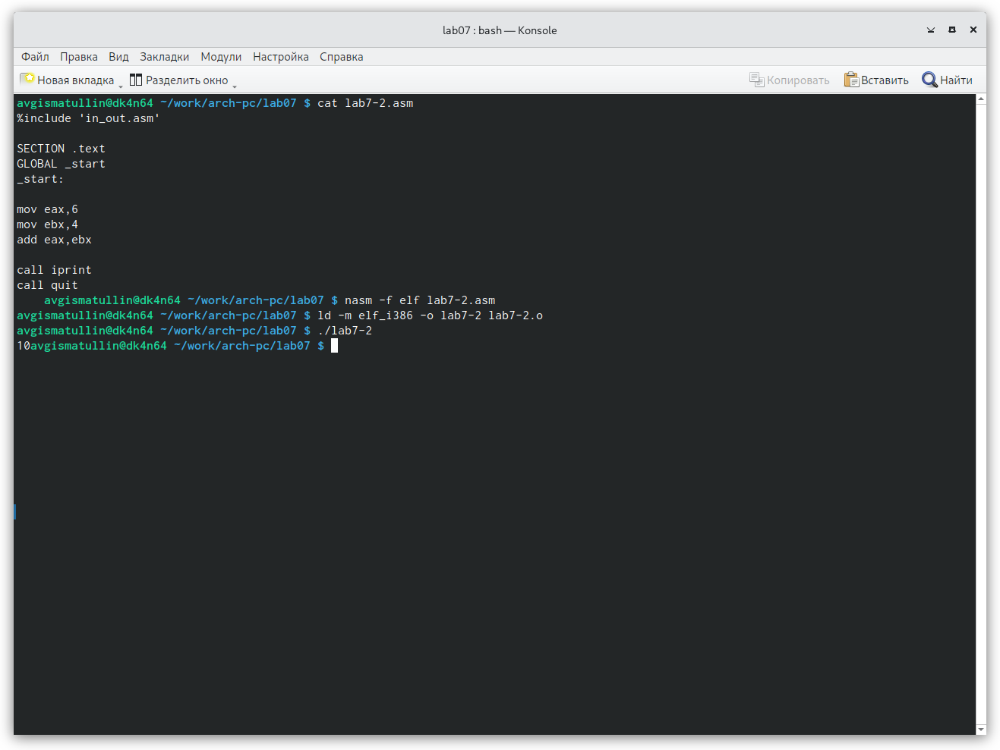 lab07 : bash — Konsole
Файл Правка Вид Закладки Модули Настройка Справка
Новая вкладка Разделить окно Копировать Вставить Найти
avgismatullin@dk4n64 ~/work/arch-pc/lab07 $ cat lab7-2.asm
%include 'in_out.asm'
SECTION .text
GLOBAL _start
_start:
mov eax,6
mov ebx,4
add eax,ebx
call iprint
call quit
avgismatullin@dk4n64 ~/work/arch-pc/lab07 $ nasm -f elf lab7-2.asm
avgismatullin@dk4n64 ~/work/arch-pc/lab07 $ ld -m elf_i386 -o lab7-2 lab7-2.o
avgismatullin@dk4n64 ~/work/arch-pc/lab07 $ ./lab7-2
10avgismatullin@dk4n64 ~/work/arch-pc/lab07 $